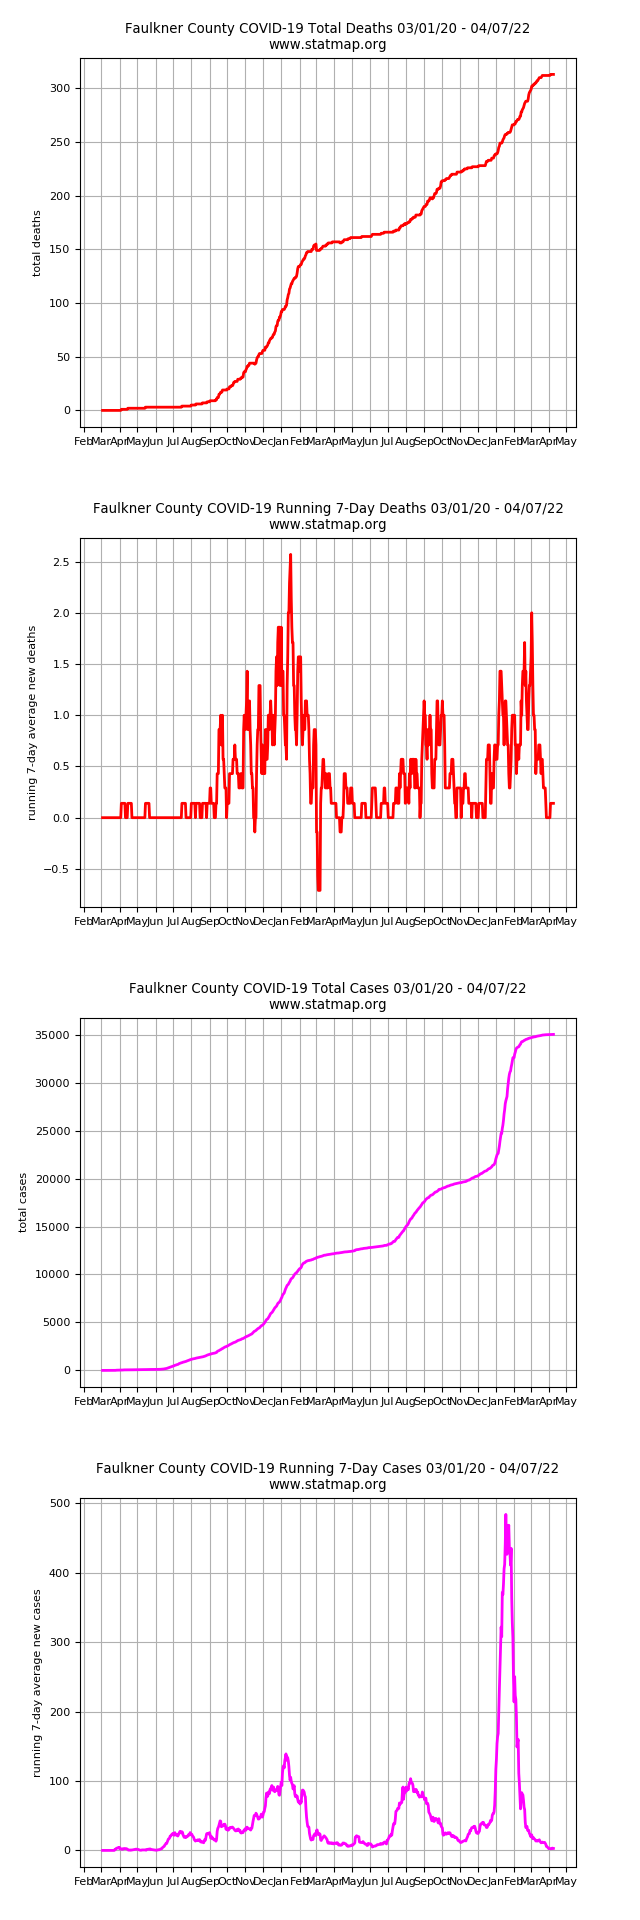 Faulkner County COVID-19 Total Deaths 03/01/20 - 04/07/22
www.statmap.org
300
250
200
150
100
50
0
total deaths
Feb Mar Apr May Jun Jul Aug Sep Oct Nov Dec Jan Feb Mar Apr May Jun Jul Aug Sep Oct Nov Dec Jan Feb Mar Apr May
Faulkner County COVID-19 Running 7-Day Deaths 03/01/20 - 04/07/22
www.statmap.org
2.5
2.0
1.5
1.0
0.5
0.0
−0.5
running 7-day average new deaths
Feb Mar Apr May Jun Jul Aug Sep Oct Nov Dec Jan Feb Mar Apr May Jun Jul Aug Sep Oct Nov Dec Jan Feb Mar Apr May
Faulkner County COVID-19 Total Cases 03/01/20 - 04/07/22
www.statmap.org
35000
30000
25000
20000
15000
10000
5000
0
total cases
Feb Mar Apr May Jun Jul Aug Sep Oct Nov Dec Jan Feb Mar Apr May Jun Jul Aug Sep Oct Nov Dec Jan Feb Mar Apr May
Faulkner County COVID-19 Running 7-Day Cases 03/01/20 - 04/07/22
www.statmap.org
500
400
300
200
100
0
running 7-day average new cases
Feb Mar Apr May Jun Jul Aug Sep Oct Nov Dec Jan Feb Mar Apr May Jun Jul Aug Sep Oct Nov Dec Jan Feb Mar Apr May